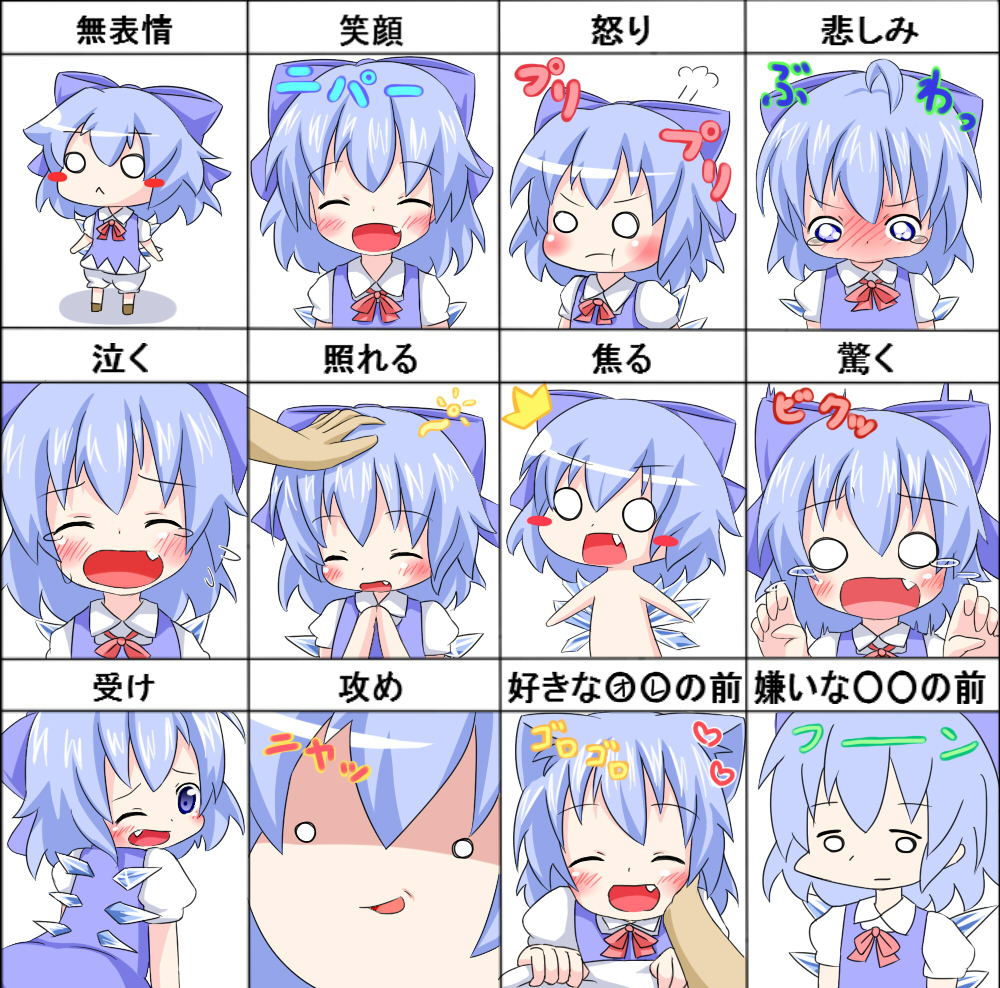 無表情
笑顔
怒り
悲しみ
ニパー
プリ
プリ
ぶ
わっ
泣く
照れる
焦る
驚く
ビクッ
受け
攻め
好きな㋔㋹の前
嫌いな〇〇の前
ニヤッ
ゴロゴロ
フーン